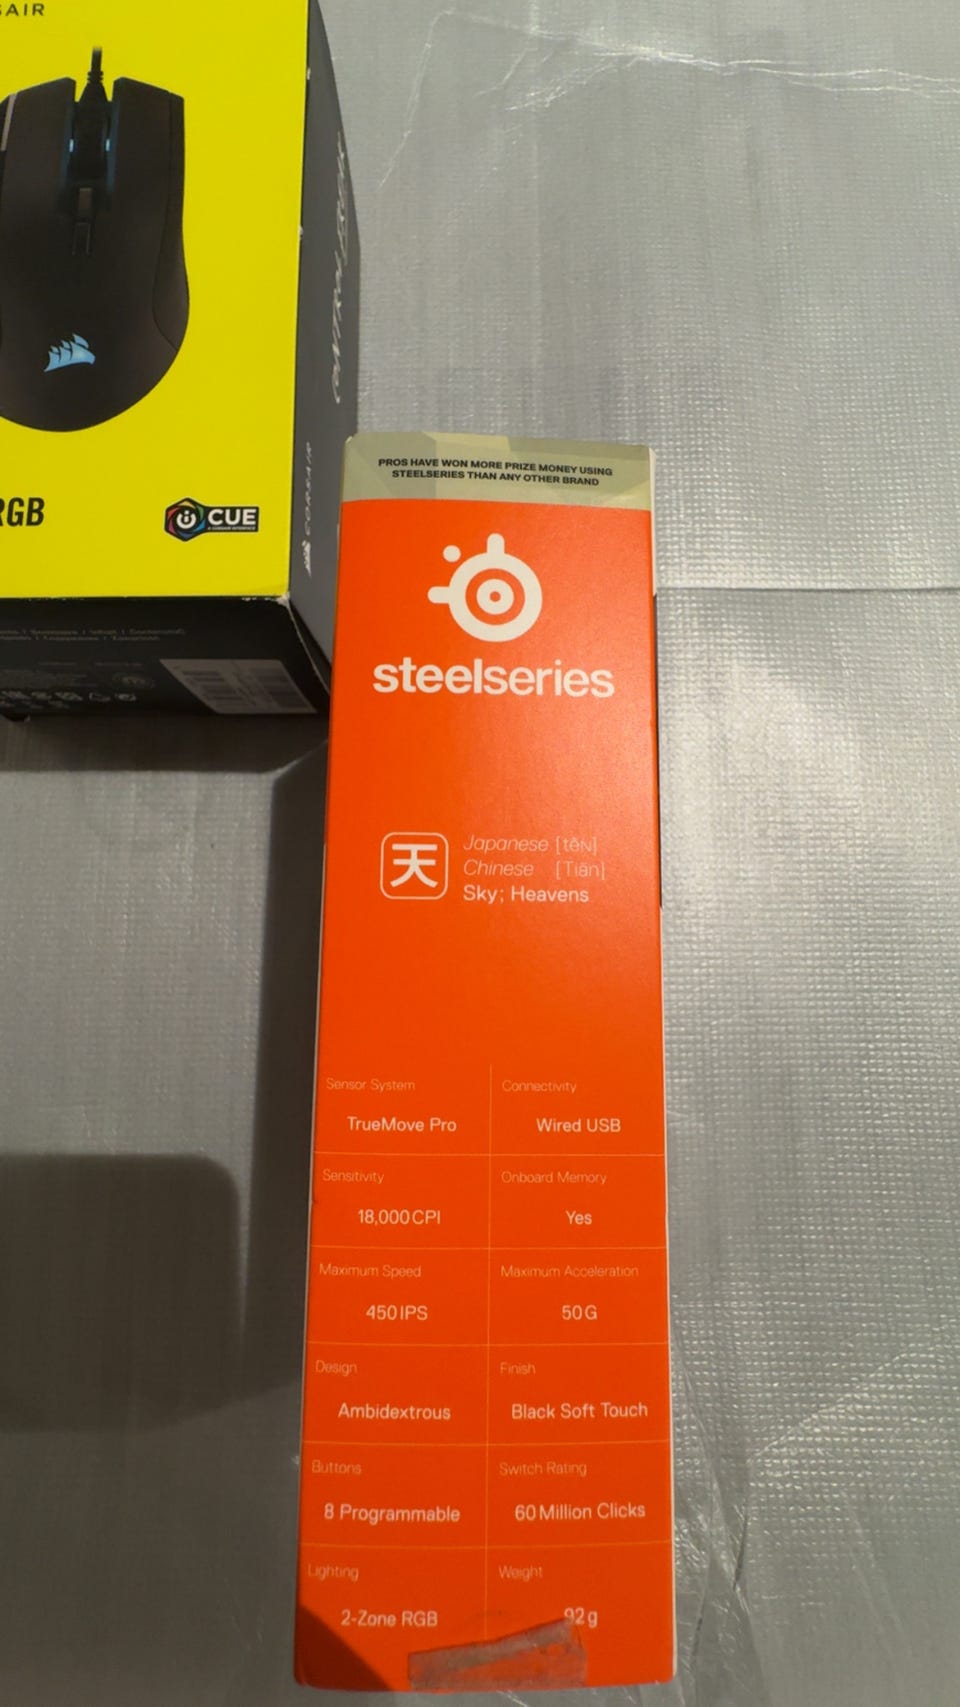 SAIR
RGB
CUE
CORSAIR
PROS HAVE WON MORE PRIZE MONEY USING
STEELSERIES THAN ANY OTHER BRAND
steelseries
天
Japanese [tẽɴ]
Chinese [Tiān]
Sky; Heavens
Sensor System
TrueMove Pro
Connectivity
Wired USB
Sensitivity
18,000 CPI
Onboard Memory
Yes
Maximum Speed
450 IPS
Maximum Acceleration
50 G
Design
Ambidextrous
Finish
Black Soft Touch
Buttons
8 Programmable
Switch Rating
60 Million Clicks
Lighting
2-Zone RGB
Weight
92 g